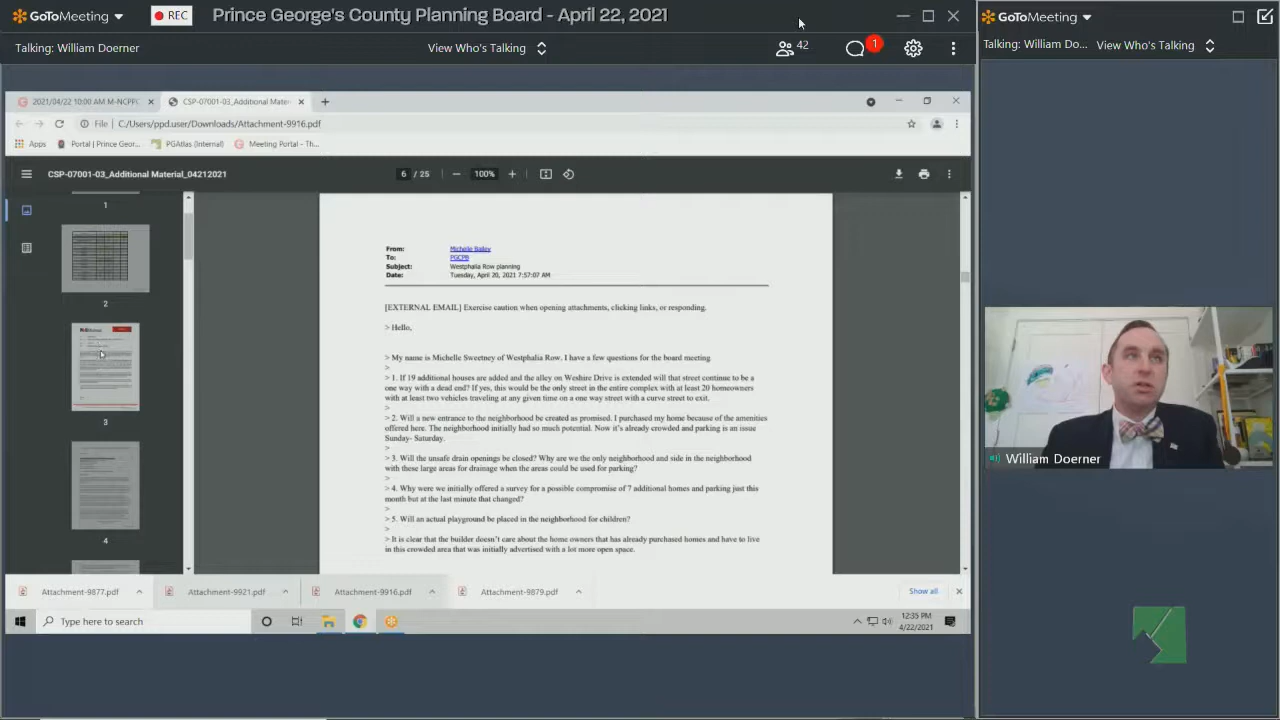 GoToMeeting
REC
Prince George's County Planning Board - April 22, 2021
GoToMeeting
Talking: William Doerner
View Who's Talking
42
1
Talking: William Do...
View Who's Talking
2021/04/22 10:00 AM M-NCPPC
CSP-07001-03_Additional Mater
File
C:/Users/ppd.user/Downloads/Attachment-9916.pdf
Apps
Portal | Prince Geor...
PGAtlas (Internal)
Meeting Portal - Th...
CSP-07001-03_Additional Material_04212021
6 / 25
100%
1
2
3
4
From: Michelle Bailey
To: PGCPB
Subject: Westphalia Row planning
Date: Tuesday, April 20, 2021 7:57:07 AM
[EXTERNAL EMAIL] Exercise caution when opening attachments, clicking links, or responding.
> Hello,
> My name is Michelle Sweetney of Westphalia Row. I have a few questions for the board meeting
>
> 1. If 19 additional houses are added and the alley on Weshire Drive is extended will that street continue to be a
one way with a dead end? If yes, this would be the only street in the entire complex with at least 20 homeowners
with at least two vehicles traveling at any given time on a one way street with a curve street to exit.
>
> 2. Will a new entrance to the neighborhood be created as promised. I purchased my home because of the amenities
offered here. The neighborhood initially had so much potential. Now it's already crowded and parking is an issue
Sunday- Saturday.
>
> 3. Will the unsafe drain openings be closed? Why are we the only neighborhood and side in the neighborhood
with these large areas for drainage when the areas could be used for parking?
>
> 4. Why were we initially offered a survey for a possible compromise of 7 additional homes and parking just this
month but at the last minute that changed?
>
> 5. Will an actual playground be placed in the neighborhood for children?
>
> It is clear that the builder doesn't care about the home owners that has already purchased homes and have to live
in this crowded area that was initially advertised with a lot more open space.
William Doerner
Attachment-9877.pdf
Attachment-9921.pdf
Attachment-9916.pdf
Attachment-9879.pdf
Show all
Type here to search
12:35 PM
4/22/2021